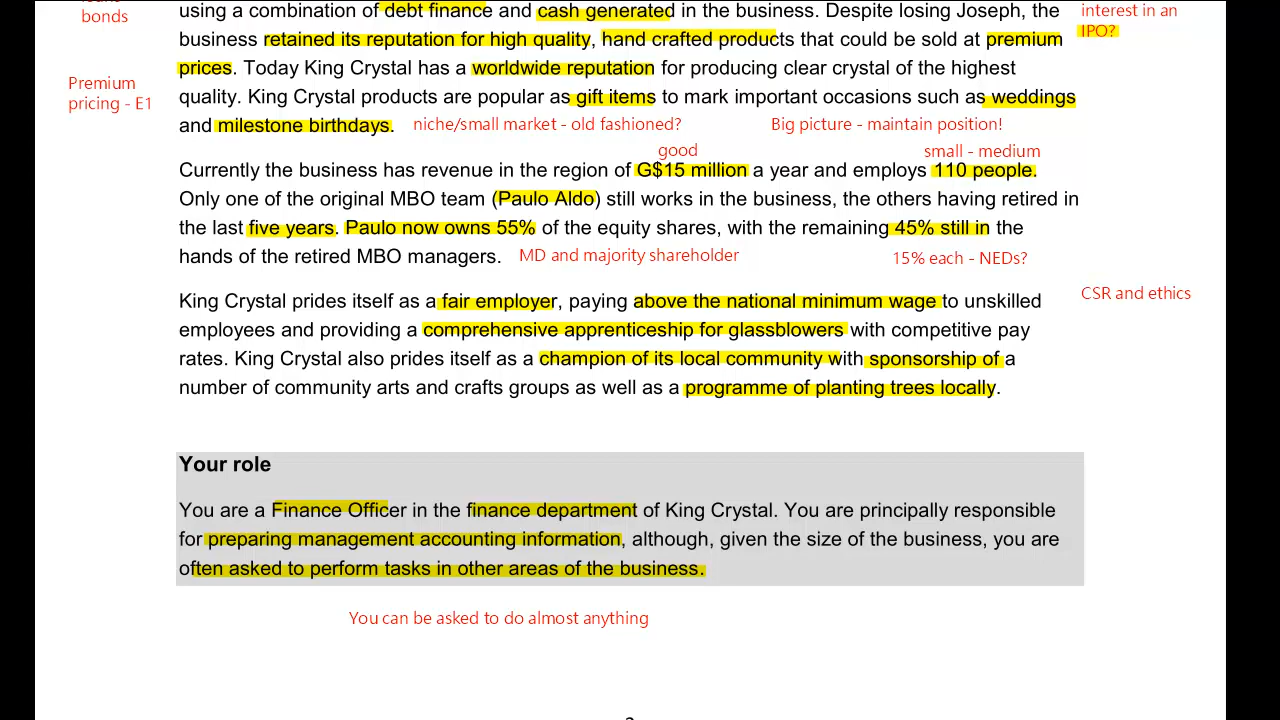 bonds
using a combination of debt finance and cash generated in the business. Despite losing Joseph, the
interest in an
IPO?
business retained its reputation for high quality, hand crafted products that could be sold at premium
prices. Today King Crystal has a worldwide reputation for producing clear crystal of the highest
Premium
pricing - E1
quality. King Crystal products are popular as gift items to mark important occasions such as weddings
and milestone birthdays.
niche/small market - old fashioned?
Big picture - maintain position!
good
small - medium
Currently the business has revenue in the region of G$15 million a year and employs 110 people.
Only one of the original MBO team (Paulo Aldo) still works in the business, the others having retired in
the last five years. Paulo now owns 55% of the equity shares, with the remaining 45% still in the
hands of the retired MBO managers.
MD and majority shareholder
15% each - NEDs?
CSR and ethics
King Crystal prides itself as a fair employer, paying above the national minimum wage to unskilled
employees and providing a comprehensive apprenticeship for glassblowers with competitive pay
rates. King Crystal also prides itself as a champion of its local community with sponsorship of a
number of community arts and crafts groups as well as a programme of planting trees locally.
Your role
You are a Finance Officer in the finance department of King Crystal. You are principally responsible
for preparing management accounting information, although, given the size of the business, you are
often asked to perform tasks in other areas of the business.
You can be asked to do almost anything